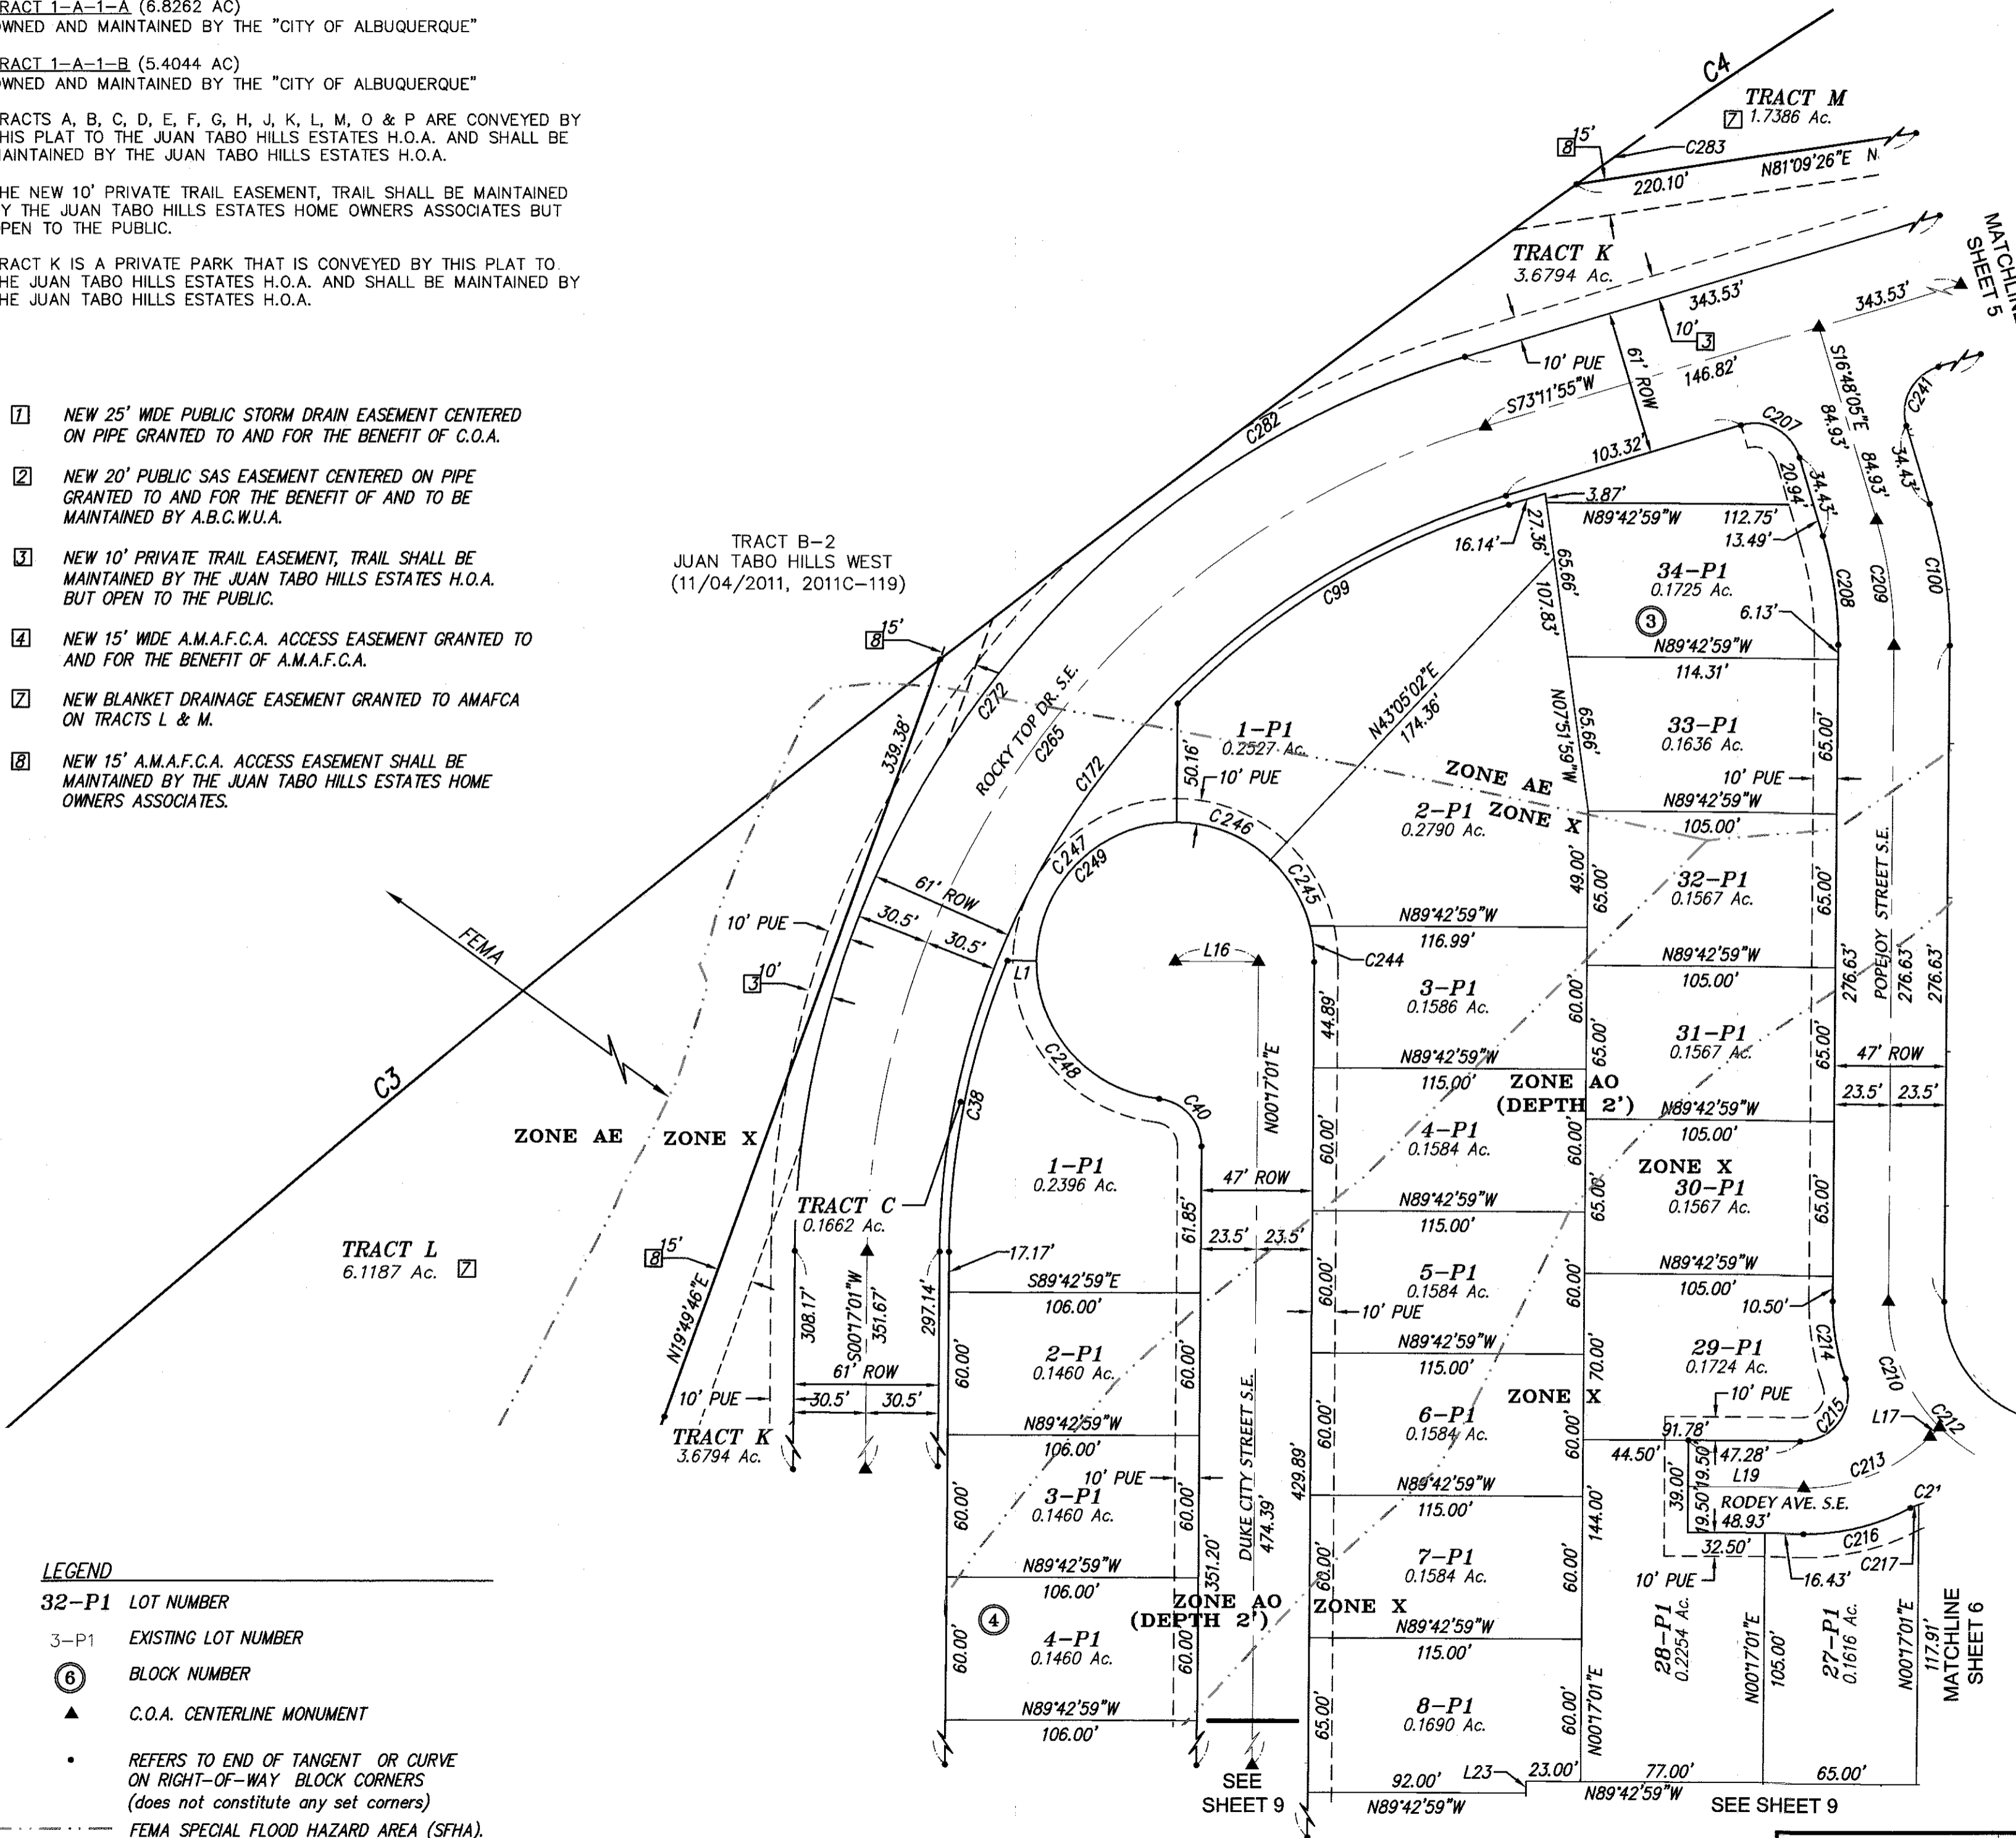 RACT 1-A-1-A (6.8262 AC)
WNED AND MAINTAINED BY THE "CITY OF ALBUQUERQUE"
RACT 1-A-1-B (5.4044 AC)
WNED AND MAINTAINED BY THE "CITY OF ALBUQUERQUE"
RACTS A, B, C, D, E, F, G, H, J, K, L, M, O & P ARE CONVEYED BY
HIS PLAT TO THE JUAN TABO HILLS ESTATES H.O.A. AND SHALL BE
AINTAINED BY THE JUAN TABO HILLS ESTATES H.O.A.
HE NEW 10' PRIVATE TRAIL EASEMENT, TRAIL SHALL BE MAINTAINED
Y THE JUAN TABO HILLS ESTATES HOME OWNERS ASSOCIATES BUT
PEN TO THE PUBLIC.
RACT K IS A PRIVATE PARK THAT IS CONVEYED BY THIS PLAT TO
HE JUAN TABO HILLS ESTATES H.O.A. AND SHALL BE MAINTAINED BY
HE JUAN TABO HILLS ESTATES H.O.A.
1 NEW 25' WIDE PUBLIC STORM DRAIN EASEMENT CENTERED
ON PIPE GRANTED TO AND FOR THE BENEFIT OF C.O.A.
2 NEW 20' PUBLIC SAS EASEMENT CENTERED ON PIPE
GRANTED TO AND FOR THE BENEFIT OF AND TO BE
MAINTAINED BY A.B.C.W.U.A.
3 NEW 10' PRIVATE TRAIL EASEMENT, TRAIL SHALL BE
MAINTAINED BY THE JUAN TABO HILLS ESTATES H.O.A.
BUT OPEN TO THE PUBLIC.
4 NEW 15' WIDE A.M.A.F.C.A. ACCESS EASEMENT GRANTED TO
AND FOR THE BENEFIT OF A.M.A.F.C.A.
7 NEW BLANKET DRAINAGE EASEMENT GRANTED TO AMAFCA
ON TRACTS L & M.
8 NEW 15' A.M.A.F.C.A. ACCESS EASEMENT SHALL BE
MAINTAINED BY THE JUAN TABO HILLS ESTATES HOME
OWNERS ASSOCIATES.
TRACT B-2
JUAN TABO HILLS WEST
(11/04/2011, 2011C-119)
C4
TRACT M
7 1.7386 Ac.
8 15'
C283
N81°09'26"E N
220.10'
MATCHLINE
SHEET 5
TRACT K
3.6794 Ac.
343.53'
343.53'
10' 3
10' PUE
61' ROW
146.82'
S73°11'55"W
S16°48'05"E
84.93'
84.93'
C241
C282
C207
103.32'
34.43'
34.43'
20.94'
3.87'
N89°42'59"W
112.75'
13.49'
16.14'
27.36'
65.66'
107.83'
C99
C208
C209
C100
34-P1
0.1725 Ac.
3
6.13'
N89°42'59"W
114.31'
8 15'
C272
ROCKY TOP DR. S.E.
C265
339.38'
C172
N43°05'02"E
174.36'
N07°51'59"W
65.66'
1-P1
0.2527 Ac.
50.16'
10' PUE
33-P1
0.1636 Ac.
65.00'
10' PUE
ZONE AE
ZONE X
N89°42'59"W
105.00'
2-P1
0.2790 Ac.
C246
C247
C249
C245
49.00'
65.00'
32-P1
0.1567 Ac.
65.00'
POPEJOY STREET S.E.
FEMA
61' ROW
30.5'
30.5'
10' PUE
3 10'
N89°42'59"W
116.99'
L16
L1
C244
N89°42'59"W
105.00'
276.63'
276.63'
276.63'
3-P1
0.1586 Ac.
44.89'
60.00'
65.00'
31-P1
0.1567 Ac.
65.00'
47' ROW
C248
N00°17'01"E
N89°42'59"W
115.00'
ZONE AO
(DEPTH 2')
23.5'
23.5'
C3
C38
C40
N89°42'59"W
105.00'
ZONE AE
ZONE X
4-P1
0.1584 Ac.
60.00'
60.00'
ZONE X
30-P1
0.1567 Ac.
65.00'
65.00'
1-P1
0.2396 Ac.
47' ROW
61.85'
TRACT C
0.1662 Ac.
N89°42'59"W
115.00'
23.5'
23.5'
TRACT L
6.1187 Ac. 7
8 15'
17.17'
S89°42'59"E
106.00'
5-P1
0.1584 Ac.
60.00'
60.00'
10' PUE
N89°42'59"W
105.00'
10.50'
N19°49'46"E
308.17'
S00°17'01"W
351.67'
297.14'
C214
C210
29-P1
0.1724 Ac.
70.00'
2-P1
0.1460 Ac.
60.00'
60.00'
N89°42'59"W
115.00'
61' ROW
10' PUE
30.5'
30.5'
TRACT K
3.6794 Ac.
ZONE X
10' PUE
C215
L17
C212
6-P1
0.1584 Ac.
60.00'
60.00'
DUKE CITY STREET S.E.
474.39'
429.89'
N89°42'59"W
106.00'
10' PUE
91.78'
44.50'
47.28'
19.50'
39.00'
19.50'
L19
C213
RODEY AVE. S.E.
48.93'
C216
C217
C21
3-P1
0.1460 Ac.
60.00'
60.00'
N89°42'59"W
115.00'
144.00'
32.50'
10' PUE
16.43'
7-P1
0.1584 Ac.
60.00'
60.00'
351.20'
N89°42'59"W
106.00'
ZONE AO
(DEPTH 2')
ZONE X
4
4-P1
0.1460 Ac.
60.00'
60.00'
N89°42'59"W
115.00'
28-P1
0.2254 Ac.
N00°17'01"E
105.00'
27-P1
0.1616 Ac.
N00°17'01"E
117.91'
MATCHLINE
SHEET 6
N89°42'59"W
106.00'
8-P1
0.1690 Ac.
65.00'
60.00'
N00°17'01"E
SEE
SHEET 9
92.00'
L23
23.00'
N89°42'59"W
77.00'
65.00'
N89°42'59"W
SEE SHEET 9
LEGEND
32-P1 LOT NUMBER
3-P1 EXISTING LOT NUMBER
6 BLOCK NUMBER
C.O.A. CENTERLINE MONUMENT
REFERS TO END OF TANGENT OR CURVE
ON RIGHT-OF-WAY BLOCK CORNERS
(does not constitute any set corners)
FEMA SPECIAL FLOOD HAZARD AREA (SFHA).